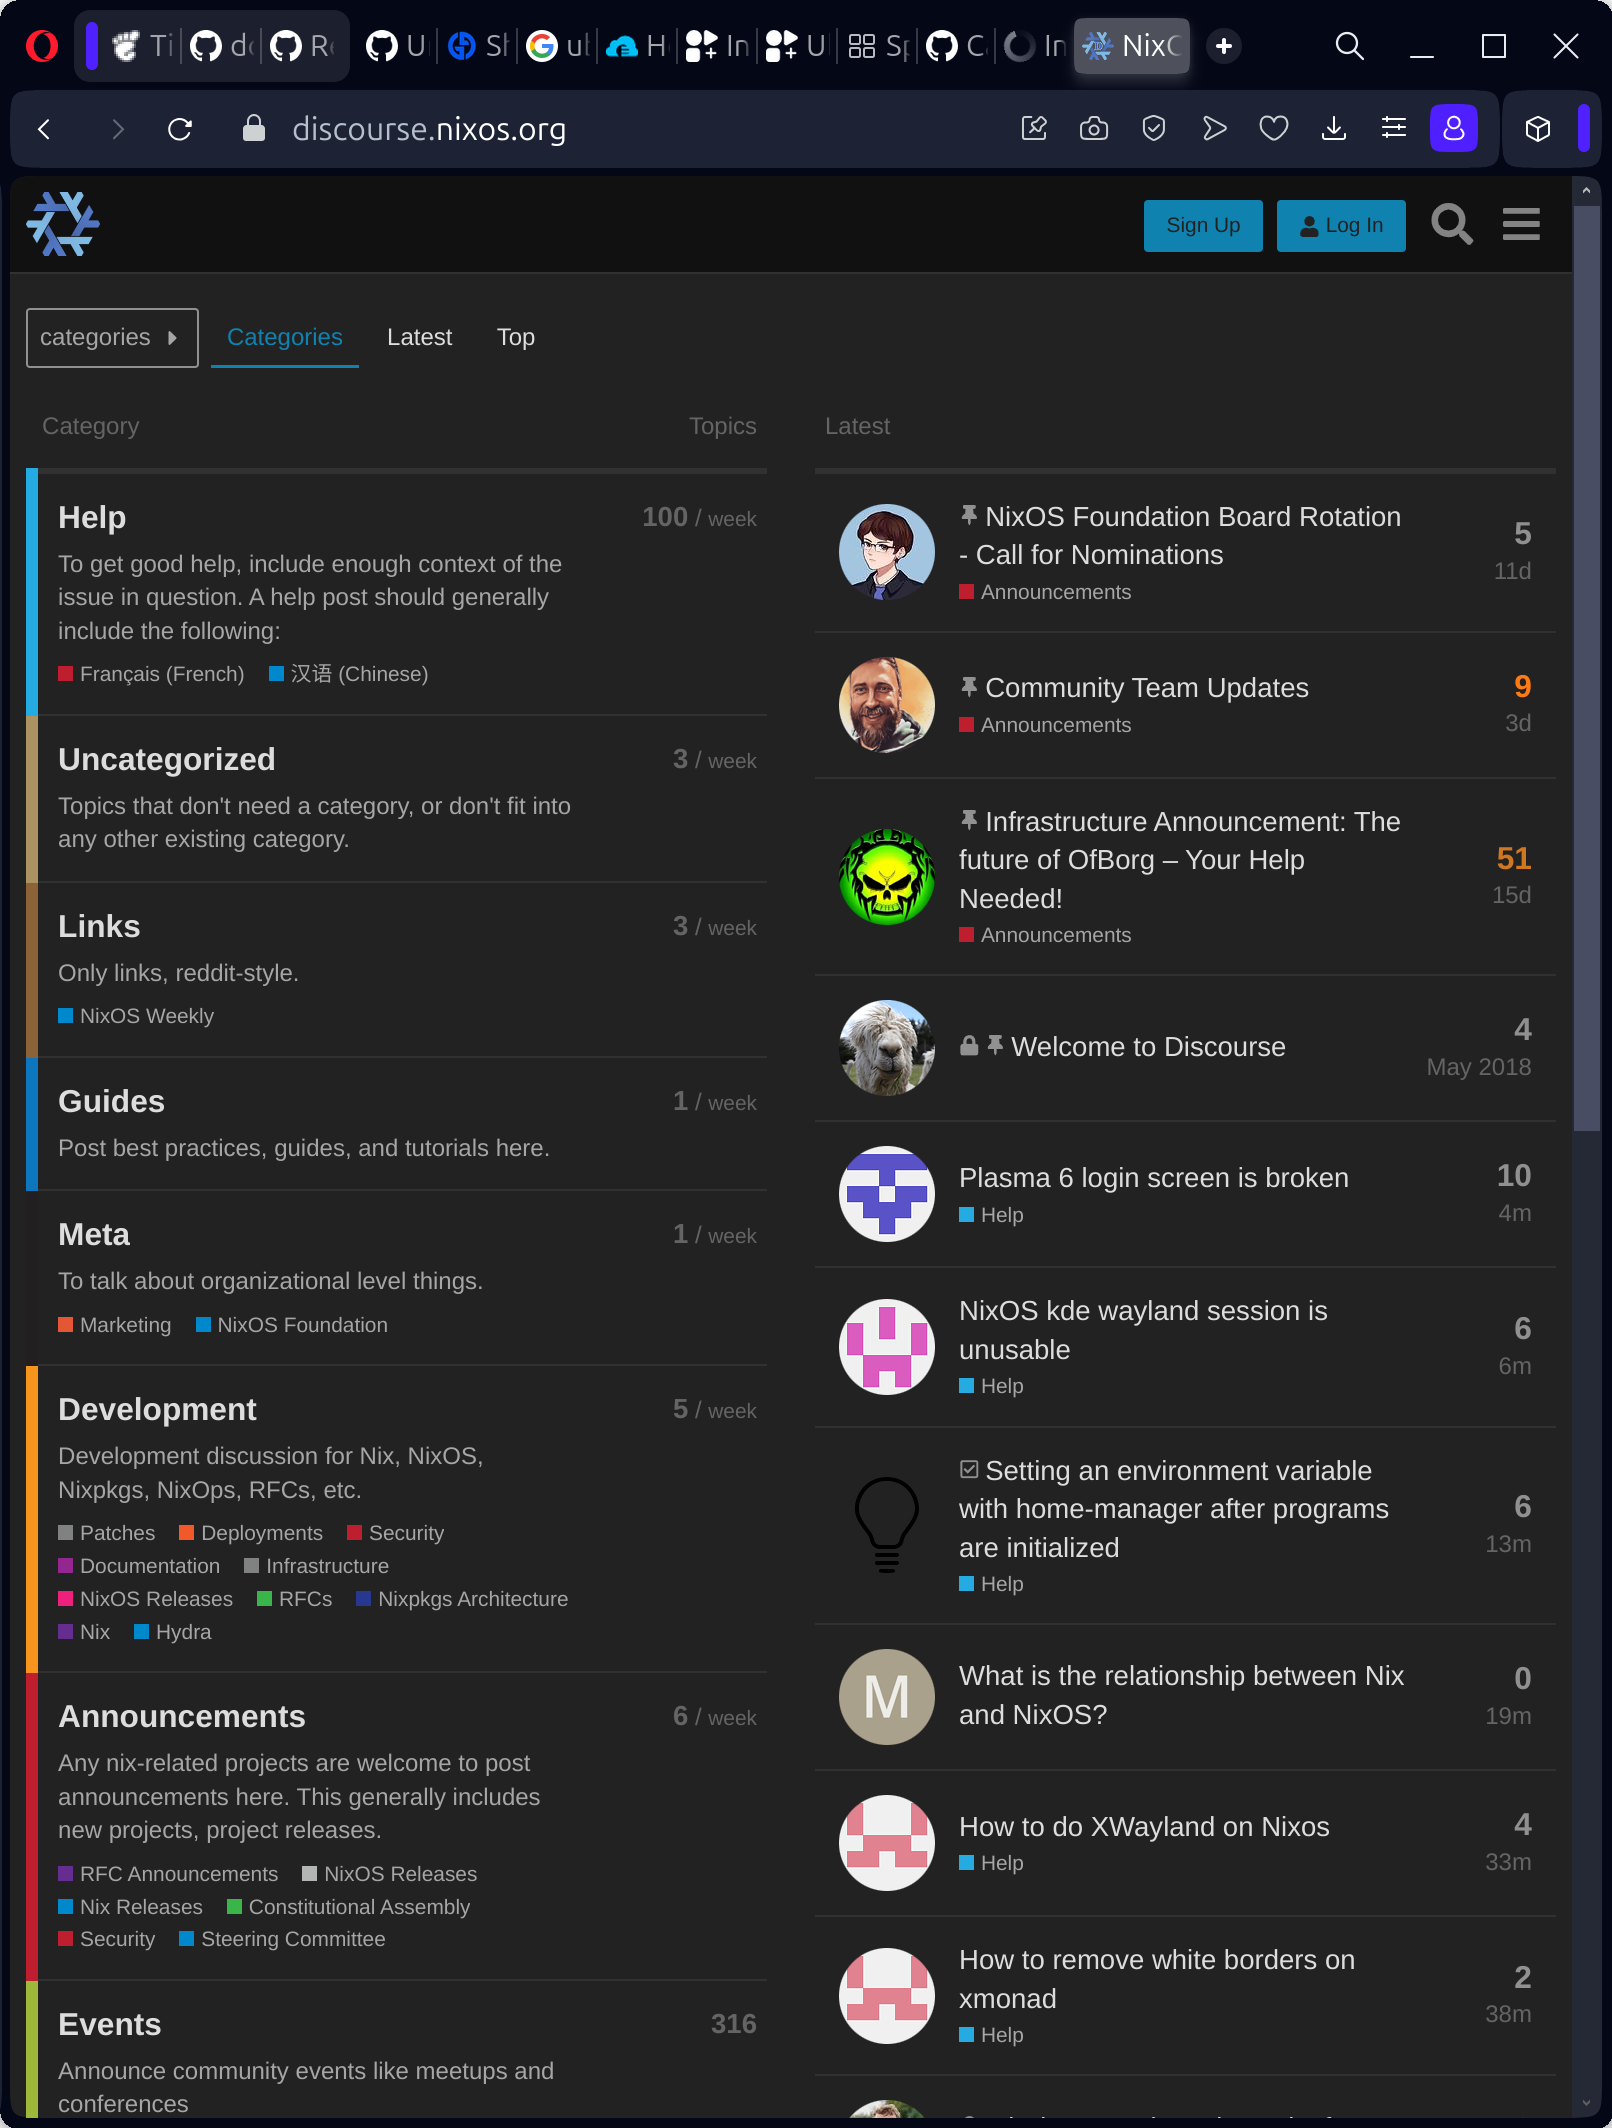 discourse.nixos.org
Sign Up
Log In
categories
Categories
Latest
Top
Category
Topics
Help
100 / week
To get good help, include enough context of the
issue in question. A help post should generally
include the following:
Français (French)
汉语 (Chinese)
Uncategorized
3 / week
Topics that don't need a category, or don't fit into
any other existing category.
Links
3 / week
Only links, reddit-style.
NixOS Weekly
Guides
1 / week
Post best practices, guides, and tutorials here.
Meta
1 / week
To talk about organizational level things.
Marketing
NixOS Foundation
Development
5 / week
Development discussion for Nix, NixOS,
Nixpkgs, NixOps, RFCs, etc.
Patches Deployments Security
Documentation Infrastructure
NixOS Releases RFCs Nixpkgs Architecture
Nix Hydra
Announcements
6 / week
Any nix-related projects are welcome to post
announcements here. This generally includes
new projects, project releases.
RFC Announcements NixOS Releases
Nix Releases Constitutional Assembly
Security Steering Committee
Events
316
Announce community events like meetups and
conferences
Latest
NixOS Foundation Board Rotation
- Call for Nominations
Announcements
5
11d
Community Team Updates
Announcements
9
3d
Infrastructure Announcement: The
future of OfBorg – Your Help
Needed!
Announcements
51
15d
Welcome to Discourse
4
May 2018
Plasma 6 login screen is broken
Help
10
4m
NixOS kde wayland session is
unusable
Help
6
6m
Setting an environment variable
with home-manager after programs
are initialized
Help
6
13m
M
What is the relationship between Nix
and NixOS?
0
19m
How to do XWayland on Nixos
Help
4
33m
How to remove white borders on
xmonad
Help
2
38m